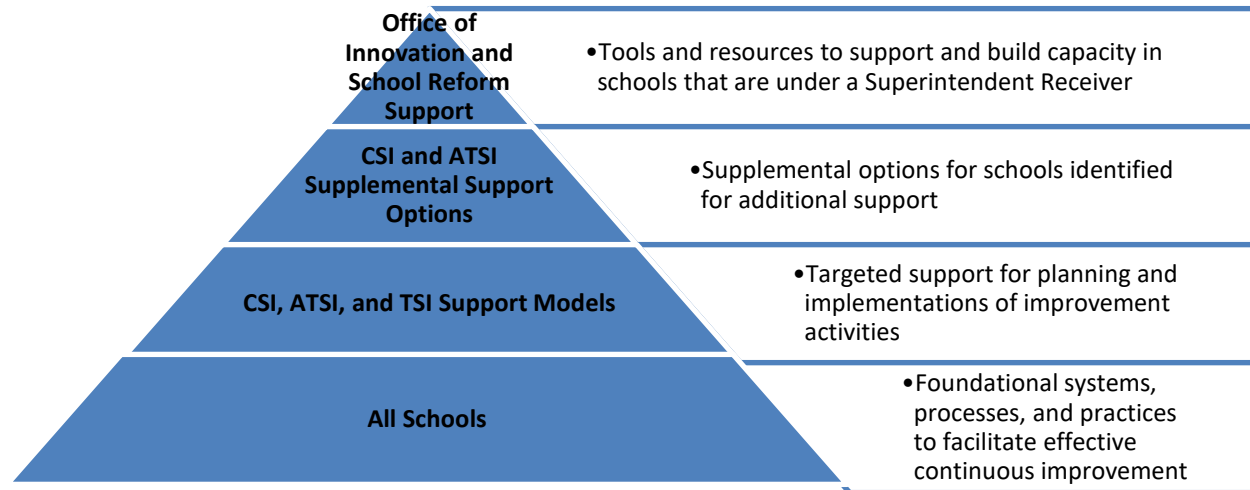 Office of
Innovation and
School Reform
Support
•Tools and resources to support and build capacity in
schools that are under a Superintendent Receiver
CSI and ATSI
Supplemental Support
Options
•Supplemental options for schools identified
for additional support
CSI, ATSI, and TSI Support Models
•Targeted support for planning and
implementations of improvement
activities
All Schools
•Foundational systems,
processes, and practices
to facilitate effective
continuous improvement